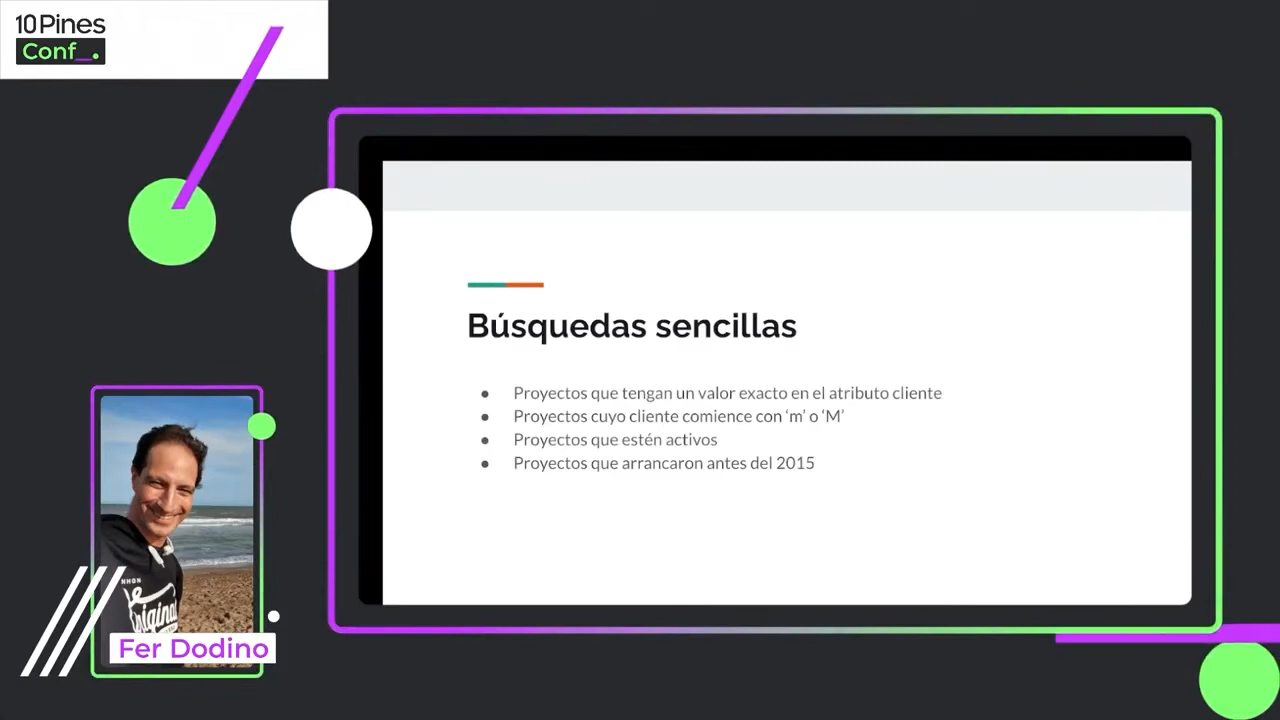 10Pines
Conf_.
Búsquedas sencillas
● Proyectos que tengan un valor exacto en el atributo cliente
● Proyectos cuyo cliente comience con ‘m’ o ‘M’
● Proyectos que estén activos
● Proyectos que arrancaron antes del 2015
Fer Dodino